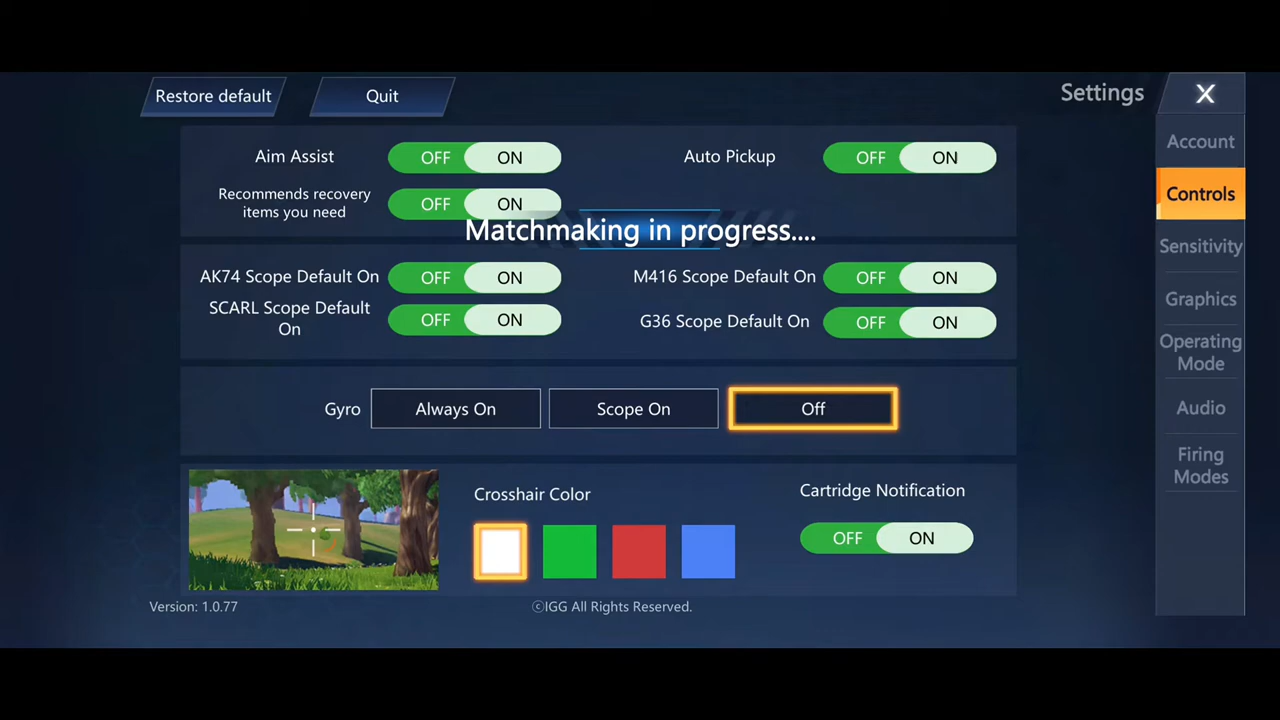 Restore default
Quit
Settings
X
Account
Controls
Sensitivity
Graphics
Operating
Mode
Audio
Firing
Modes
Aim Assist
OFF ON
Auto Pickup
OFF ON
Recommends recovery
items you need
OFF ON
Matchmaking in progress....
AK74 Scope Default On
OFF ON
M416 Scope Default On
OFF ON
SCARL Scope Default
On
OFF ON
G36 Scope Default On
OFF ON
Gyro
Always On
Scope On
Off
Crosshair Color
Cartridge Notification
OFF ON
Version: 1.0.77
ⓒIGG All Rights Reserved.